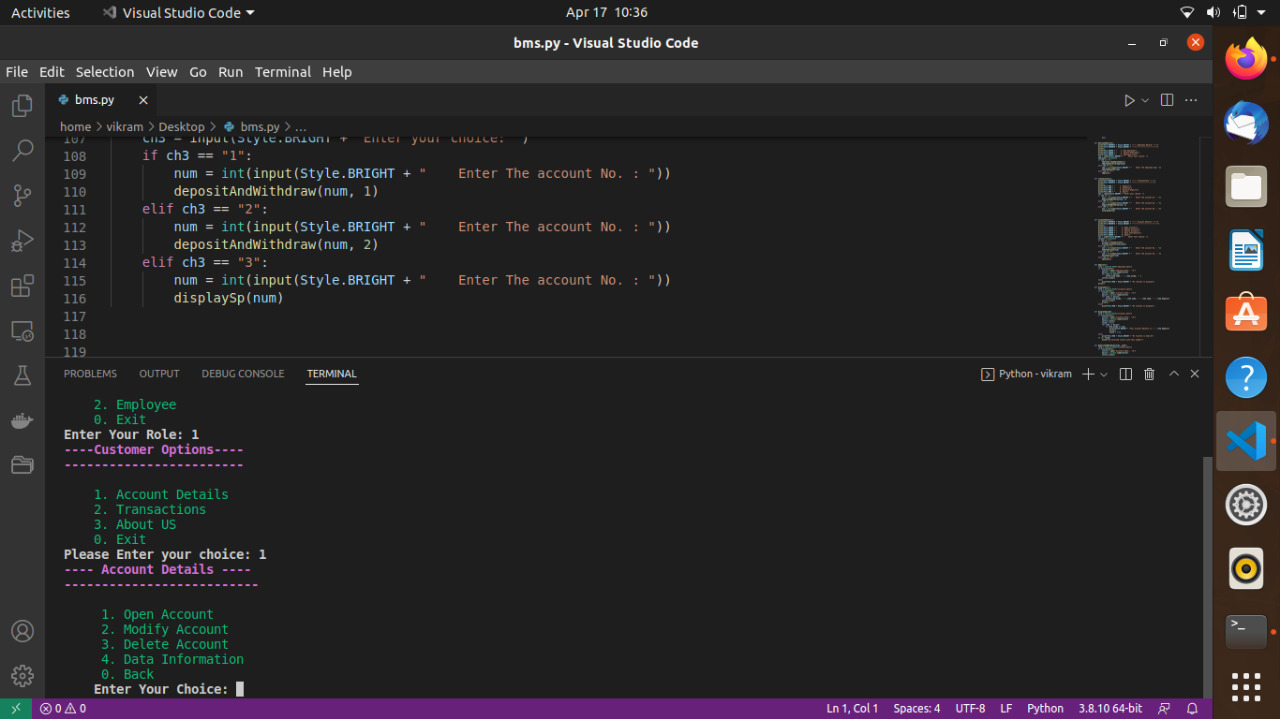 Activities Visual Studio Code Apr 17 10:36
bms.py - Visual Studio Code
File Edit Selection View Go Run Terminal Help
bms.py
home > vikram > Desktop > bms.py > ...
107 ch3 = input(Style.BRIGHT + " Enter your choice: ")
108 if ch3 == "1":
109 num = int(input(Style.BRIGHT + "    Enter The account No. : "))
110 depositAndWithdraw(num, 1)
111 elif ch3 == "2":
112 num = int(input(Style.BRIGHT + "    Enter The account No. : "))
113 depositAndWithdraw(num, 2)
114 elif ch3 == "3":
115 num = int(input(Style.BRIGHT + "    Enter The account No. : "))
116 displaySp(num)
117
118
119
PROBLEMS OUTPUT DEBUG CONSOLE TERMINAL Python - vikram
2. Employee
0. Exit
Enter Your Role: 1
----Customer Options----
------------------------
1. Account Details
2. Transactions
3. About US
0. Exit
Please Enter your choice: 1
---- Account Details ----
--------------------------
1. Open Account
2. Modify Account
3. Delete Account
4. Data Information
0. Back
Enter Your Choice:
0 0 Ln 1, Col 1 Spaces: 4 UTF-8 LF Python 3.8.10 64-bit